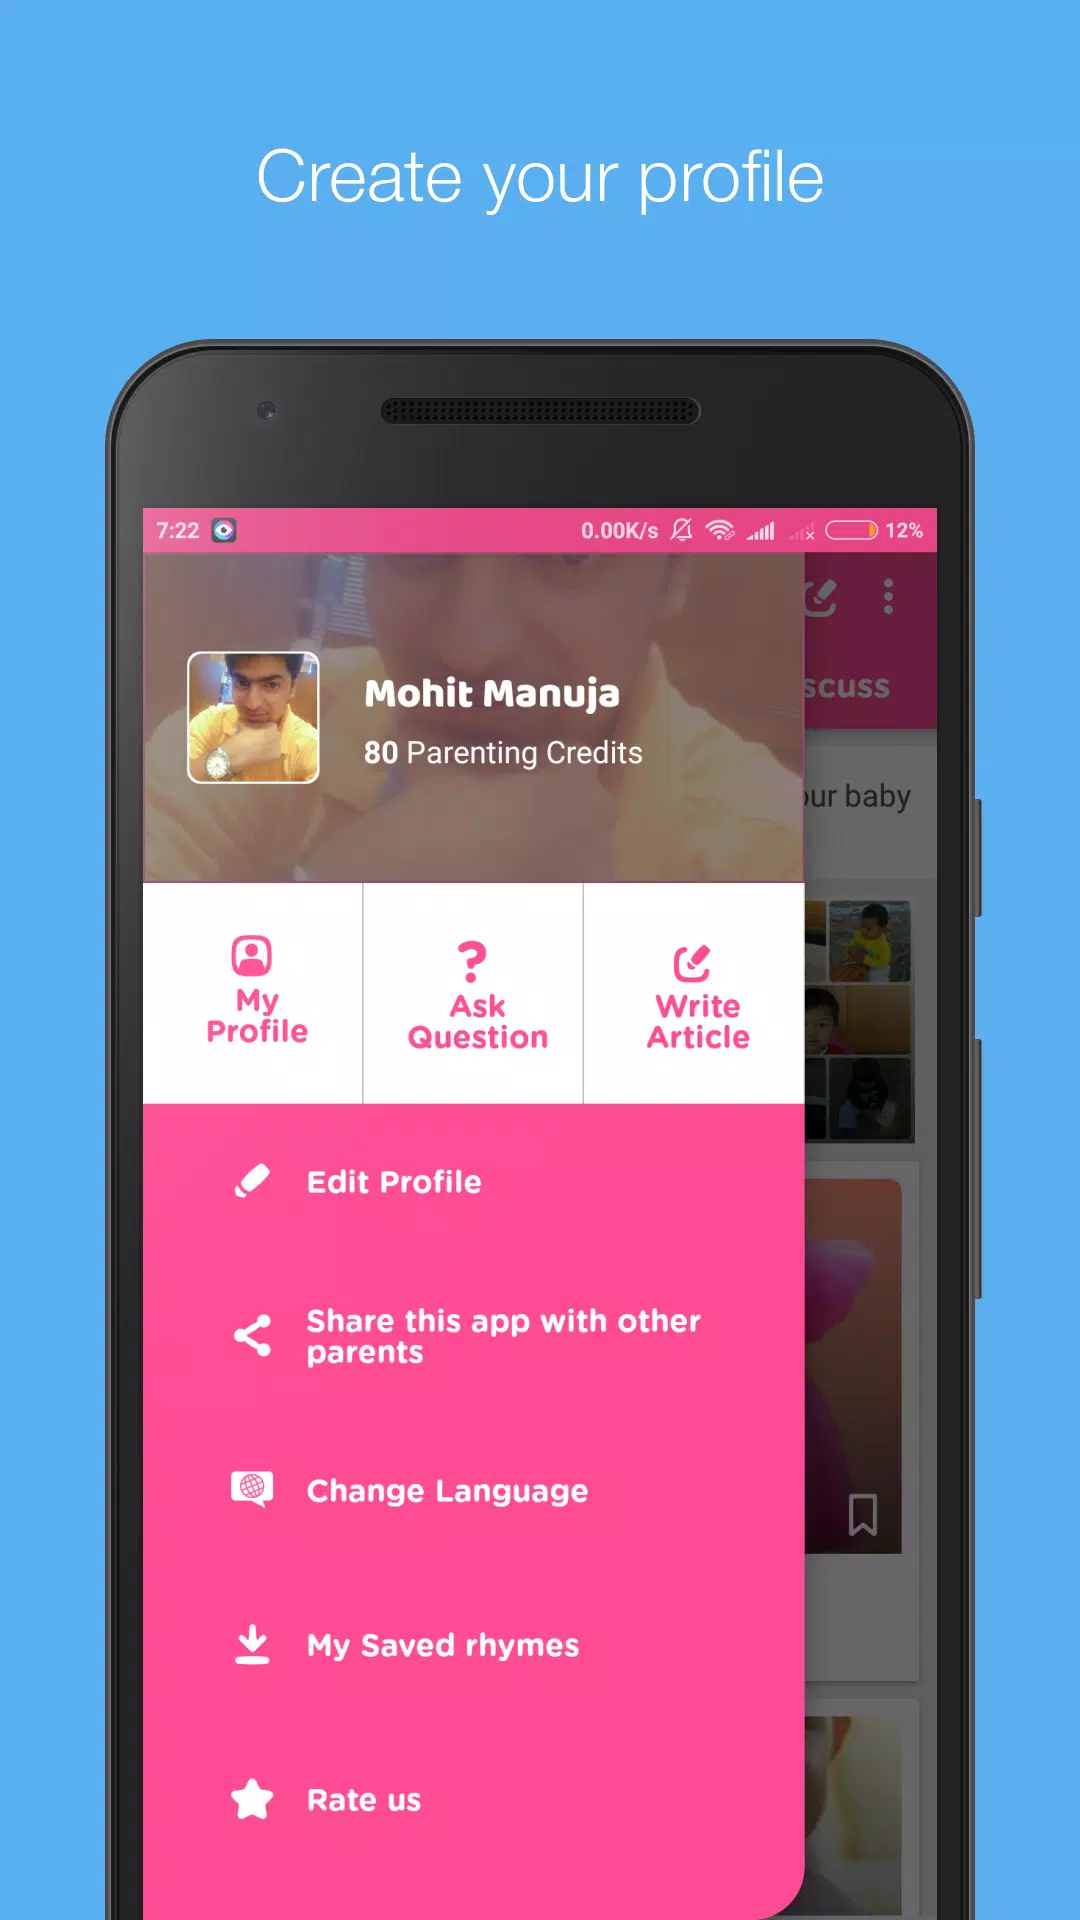 Create your profile
7:22
0.00K/s
12%
Mohit Manuja
80 Parenting Credits
scuss
our baby
My
Profile
Ask
Question
Write
Article
Edit Profile
Share this app with other
parents
Change Language
My Saved rhymes
Rate us